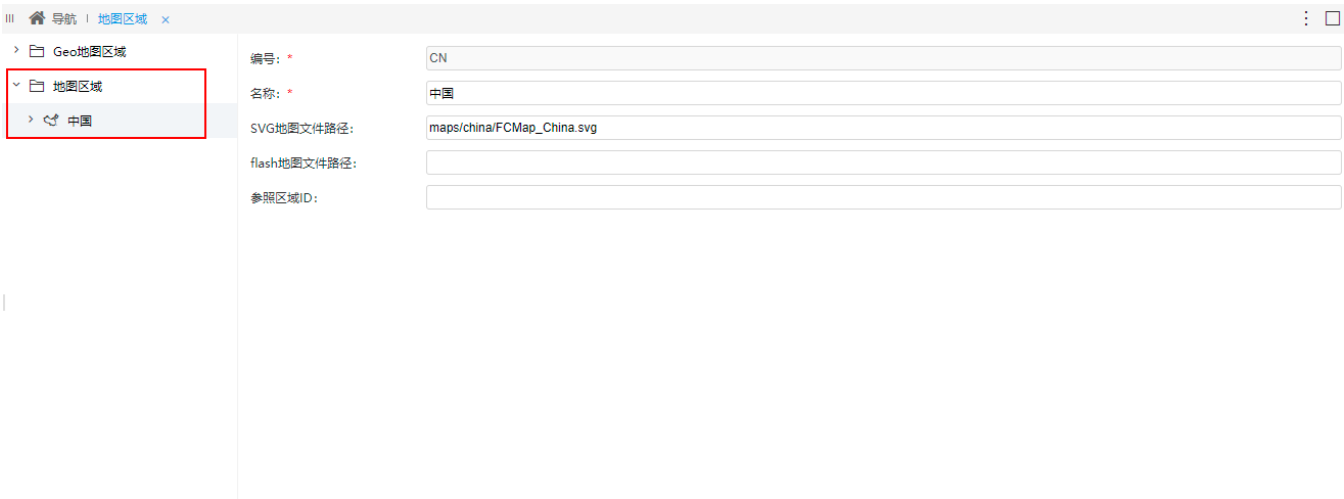 导航 地图区域 ×
Geo地图区域
地图区域
中国
编号: * CN
名称: * 中国
SVG地图文件路径: maps/china/FCMap_China.svg
flash地图文件路径:
参照区域ID: